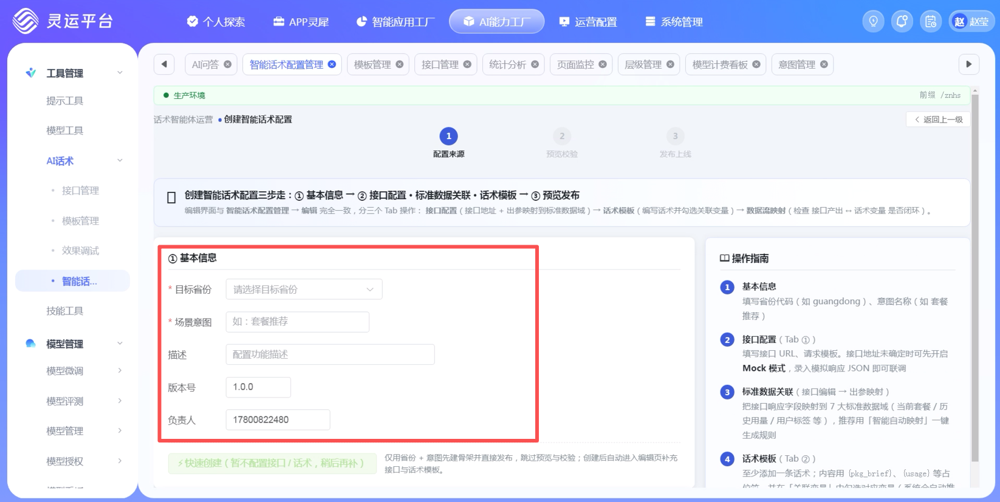 灵运平台
个人探索
APP灵犀
智能应用工厂
AI能力工厂
运营配置
系统管理
赵 赵莹
AI问答
智能话术配置管理
模板管理
接口管理
统计分析
页面监控
层级管理
模型计费看板
意图管理
工具管理
提示工具
模型工具
AI话术
接口管理
模板管理
效果调试
智能话...
技能工具
模型管理
模型微调
模型评测
模型管理
模型授权
生产环境
前缀 /znhs
话术智能体运营 • 创建智能话术配置
返回上一级
1
配置来源
2
预览校验
3
发布上线
创建智能话术配置三步走：① 基本信息 → ② 接口配置 · 标准数据关联 · 话术模板 → ③ 预览发布
编辑界面与 智能话术配置管理 → 编辑 完全一致，分三个 Tab 操作： 接口配置（接口地址 + 出参映射到标准数据域）→ 话术模板（编写话术并勾选关联变量）→ 数据流映射（检查 接口产出 ↔ 话术变量 是否闭环）。
① 基本信息
* 目标省份 请选择目标省份
* 场景意图 如：套餐推荐
描述 配置功能描述
版本号 1.0.0
负责人 17800822480
⚡快速创建（暂不配置接口 / 话术，稍后再补）
仅用省份 + 意图先建骨架并直接发布，跳过预览与校验；创建后自动进入编辑页补充
接口与话术模板。
操作指南
1 基本信息
填写省份代码（如 guangdong）、意图名称（如 套餐
推荐）
2 接口配置（Tab ①）
填写接口 URL、请求模板。接口地址未确定时可先开启
Mock 模式，录入模拟响应 JSON 即可联调
3 标准数据关联（接口编辑 → 出参映射）
把接口响应字段映射到 7 大标准数据域（当前套餐 / 历
史用量 / 用户标签 等），推荐用「智能自动映射」一键
生成规则
4 话术模板（Tab ②）
至少添加一条话术；内容用 {pkg_brief}、{usage} 等占